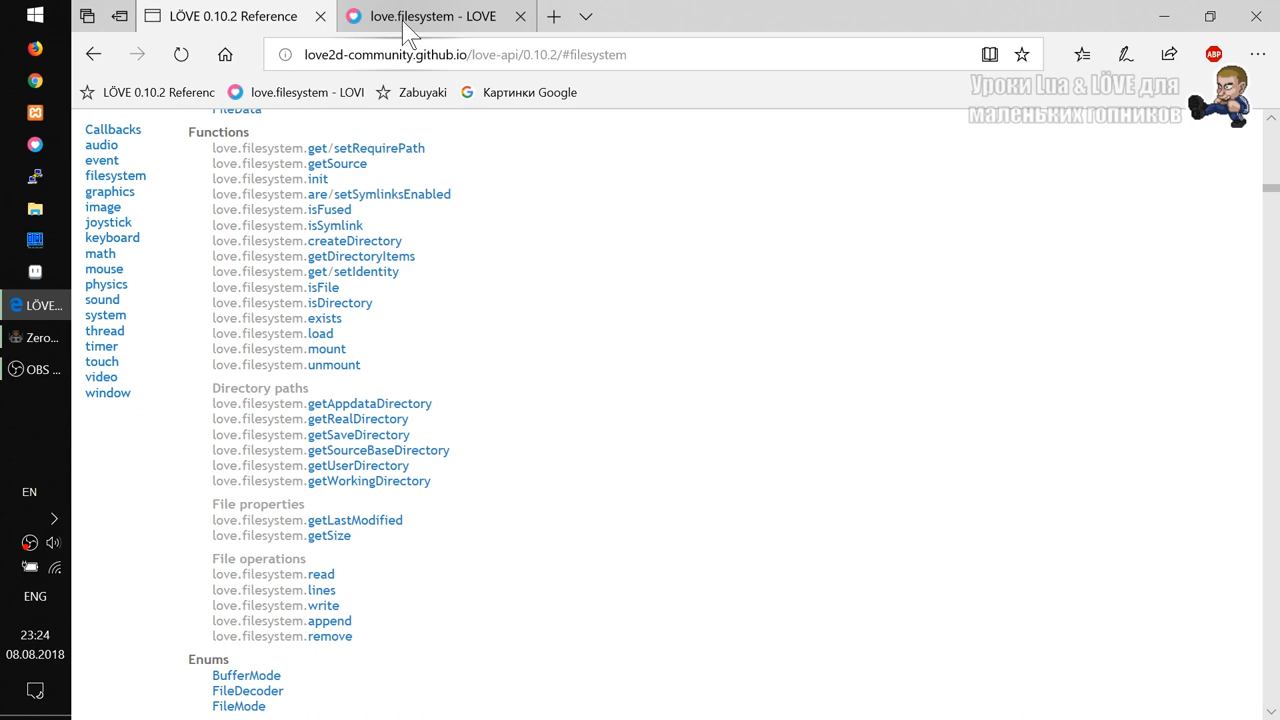 LÖVE 0.10.2 Reference
love.filesystem - LOVE
love2d-community.github.io/love-api/0.10.2/#filesystem
ABP
LÖVE 0.10.2 Referenc
love.filesystem - LOVI
Zabuyaki
Картинки Google
Уроки Lua & LÖVE для
маленьких гопников
FileData
Callbacks
audio
event
filesystem
graphics
image
joystick
keyboard
math
mouse
physics
sound
system
thread
timer
touch
video
window
Functions
love.filesystem.get/setRequirePath
love.filesystem.getSource
love.filesystem.init
love.filesystem.are/setSymlinksEnabled
love.filesystem.isFused
love.filesystem.isSymlink
love.filesystem.createDirectory
love.filesystem.getDirectoryItems
love.filesystem.get/setIdentity
love.filesystem.isFile
love.filesystem.isDirectory
love.filesystem.exists
love.filesystem.load
love.filesystem.mount
love.filesystem.unmount
Directory paths
love.filesystem.getAppdataDirectory
love.filesystem.getRealDirectory
love.filesystem.getSaveDirectory
love.filesystem.getSourceBaseDirectory
love.filesystem.getUserDirectory
love.filesystem.getWorkingDirectory
File properties
love.filesystem.getLastModified
love.filesystem.getSize
File operations
love.filesystem.read
love.filesystem.lines
love.filesystem.write
love.filesystem.append
love.filesystem.remove
Enums
BufferMode
FileDecoder
FileMode
LÖVE...
Zero...
OBS ...
EN
ENG
23:24
08.08.2018